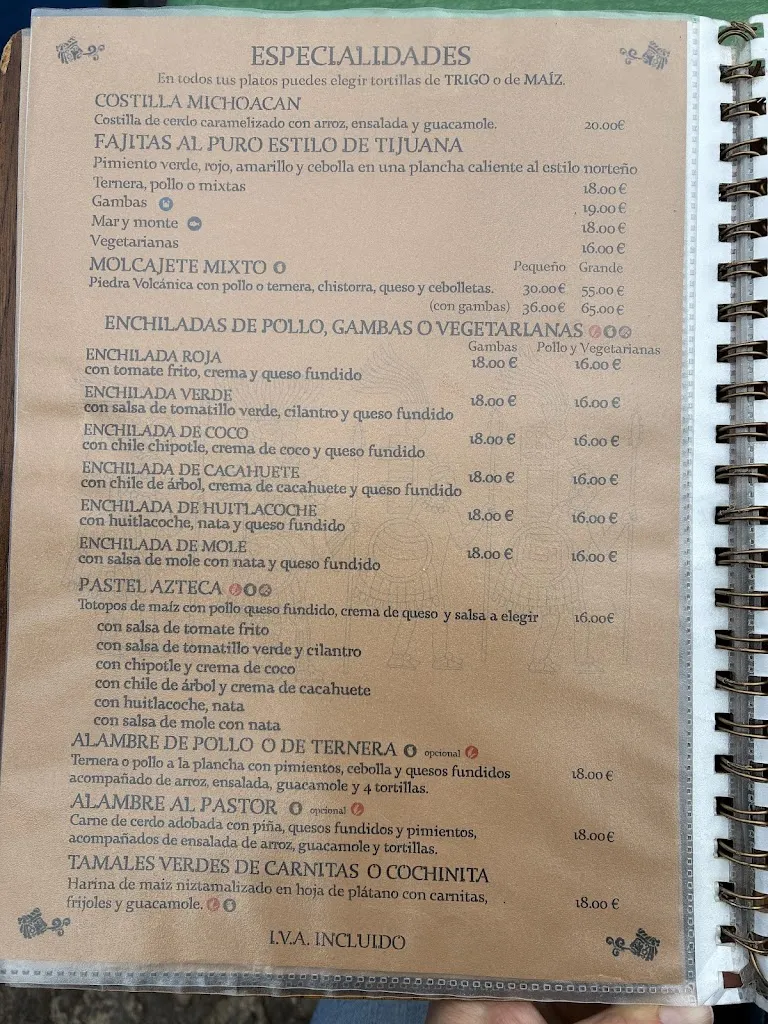 ESPECIALIDADES
En todos tus platos puedes elegir tortillas de TRIGO o de MAÍZ.
COSTILLA MICHOACAN
Costilla de cerdo caramelizado con arroz, ensalada y guacamole. 20.00€
FAJITAS AL PURO ESTILO DE TIJUANA
Pimiento verde, rojo, amarillo y cebolla en una plancha caliente al estilo norteño
Ternera, pollo o mixtas 18.00 €
Gambas 19.00 €
Mar y monte 18.00 €
Vegetarianas 16.00 €
MOLCAJETE MIXTO Pequeño Grande
Piedra Volcánica con pollo o ternera, chistorra, queso y cebolletas. 30.00€ 55.00 €
(con gambas) 36.00€ 65.00 €
ENCHILADAS DE POLLO, GAMBAS O VEGETARIANAS
Gambas Pollo y Vegetarianas
ENCHILADA ROJA 18.00 € 16.00 €
con tomate frito, crema y queso fundido
ENCHILADA VERDE 18.00 € 16.00 €
con salsa de tomatillo verde, cilantro y queso fundido
ENCHILADA DE COCO 18.00 € 16.00 €
con chile chipotle, crema de coco y queso fundido
ENCHILADA DE CACAHUETE 18.00 € 16.00 €
con chile de árbol, crema de cacahuete y queso fundido
ENCHILADA DE HUITLACOCHE 18.00 € 16.00 €
con huitlacoche, nata y queso fundido
ENCHILADA DE MOLE 18.00 € 16.00 €
con salsa de mole con nata y queso fundido
PASTEL AZTECA
Totopos de maíz con pollo queso fundido, crema de queso y salsa a elegir 16.00€
con salsa de tomate frito
con salsa de tomatillo verde y cilantro
con chipotle y crema de coco
con chile de árbol y crema de cacahuete
con huitlacoche, nata
con salsa de mole con nata
ALAMBRE DE POLLO O DE TERNERA opcional
Ternera o pollo a la plancha con pimientos, cebolla y quesos fundidos 18.00 €
acompañado de arroz, ensalada, guacamole y 4 tortillas.
ALAMBRE AL PASTOR opcional
Carne de cerdo adobada con piña, quesos fundidos y pimientos, 18.00 €
acompañados de ensalada de arroz, guacamole y tortillas.
TAMALES VERDES DE CARNITAS O COCHINITA
Harina de maiz niztamalizado en hoja de plátano con carnitas, 18.00 €
frijoles y guacamole.
I.V.A. INCLUIDO